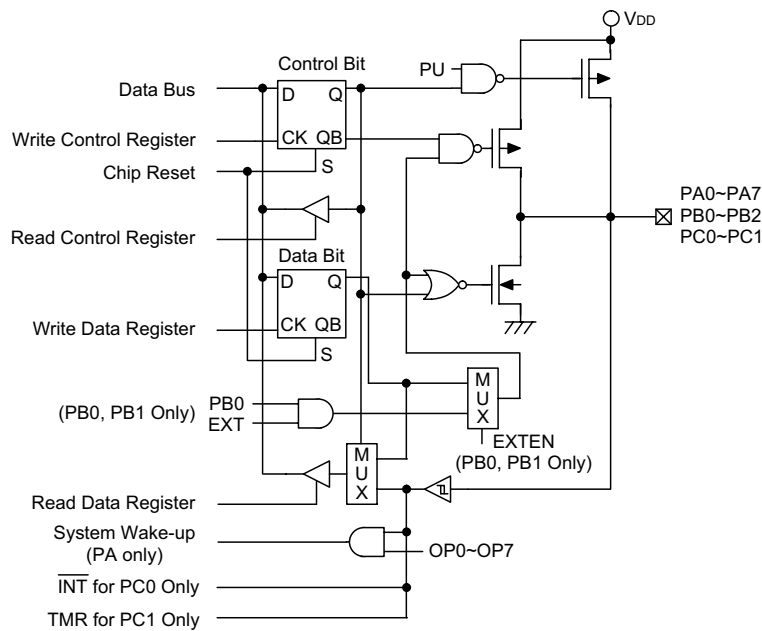 VDD
Control Bit
PU
Data Bus
D Q
Write Control Register
CK QB
Chip Reset
S
PA0~PA7
PB0~PB2
PC0~PC1
Read Control Register
Data Bit
D Q
Write Data Register
CK QB
S
M
U
X
(PB0, PB1 Only)
PB0
EXT
EXTEN
(PB0, PB1 Only)
M
U
X
Read Data Register
System Wake-up
(PA only)
OP0~OP7
INT for PC0 Only
TMR for PC1 Only